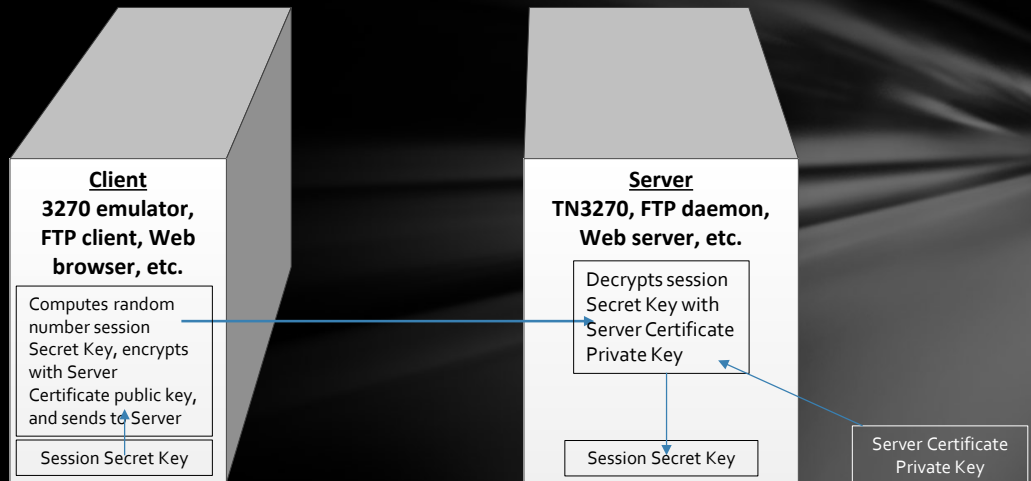 Client
3270 emulator,
FTP client, Web
browser, etc.
Computes random
number session
Secret Key, encrypts
with Server
Certificate public key,
and sends to Server
Session Secret Key
Server
TN3270, FTP daemon,
Web server, etc.
Decrypts session
Secret Key with
Server Certificate
Private Key
Session Secret Key
Server Certificate
Private Key